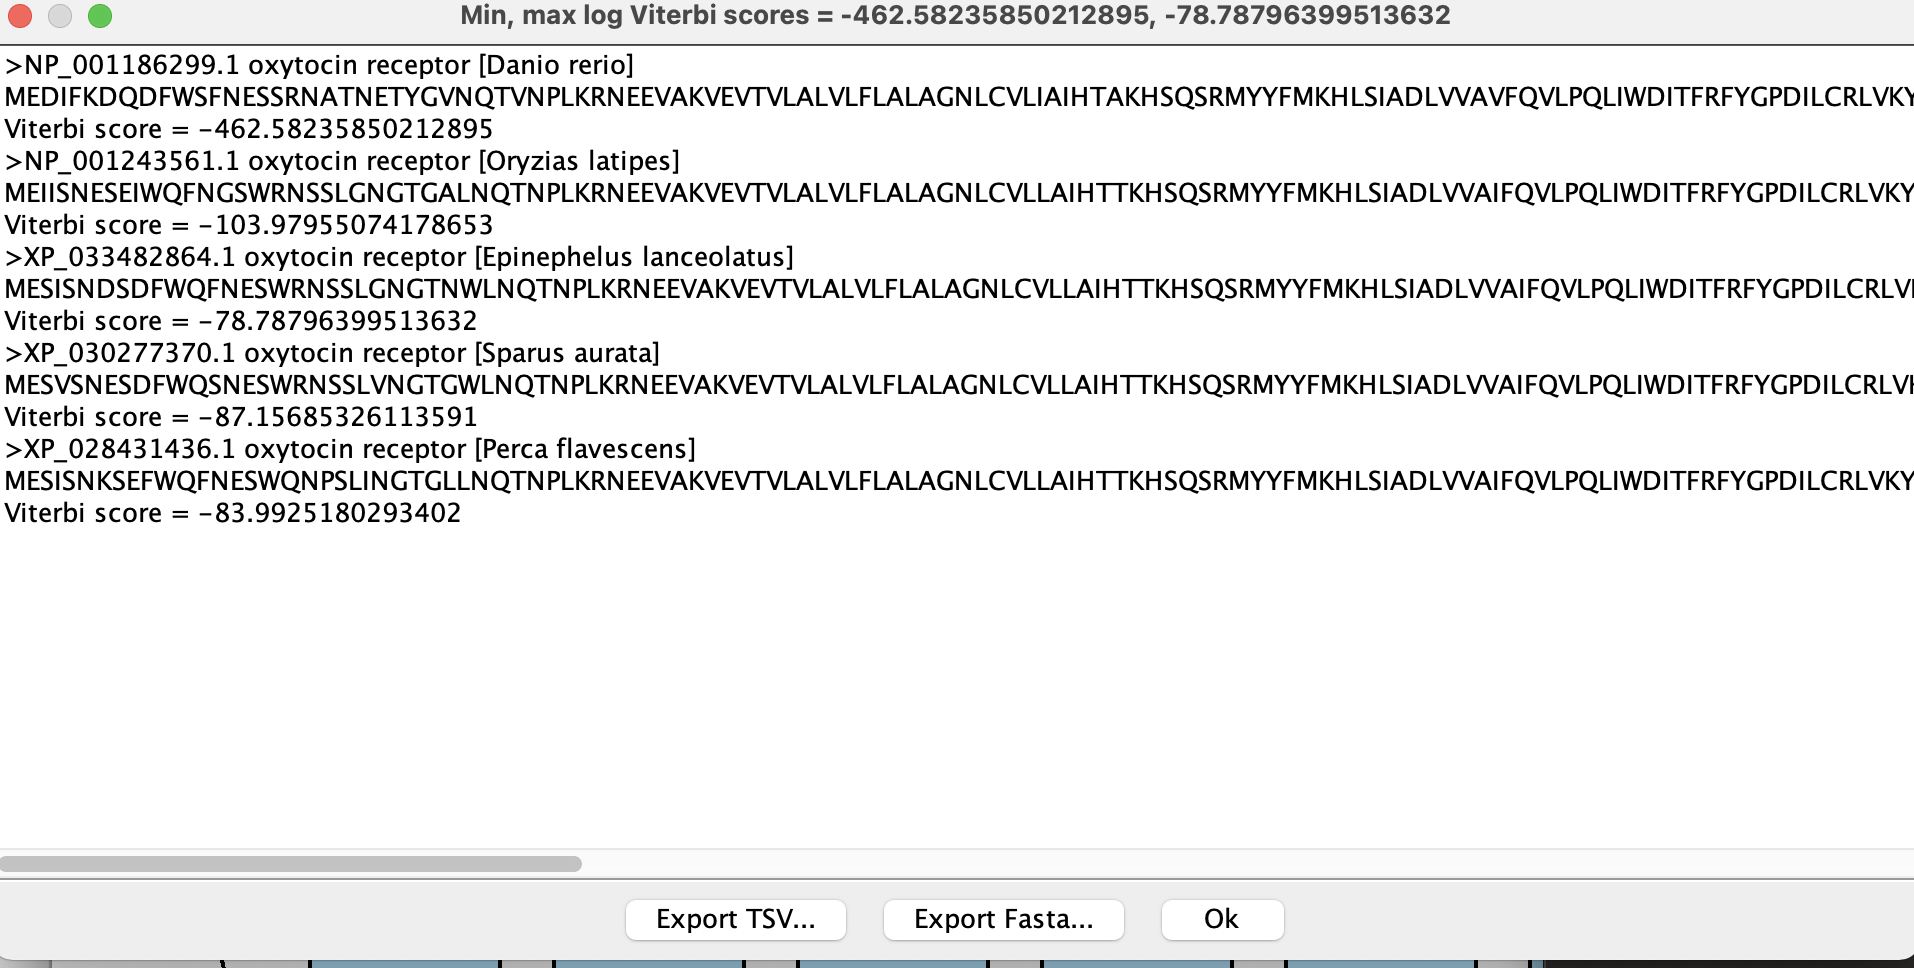 Min, max log Viterbi scores = -462.58235850212895, -78.78796399513632
>NP_001186299.1 oxytocin receptor [Danio rerio]
MEDIFKDQDFWSFNESSRNATNETYGVNQTVNPLKRNEEVAKVEVTVLALVLFLALAGNLCVLIAIHTAKHSQSRMYYFMKHLSIADLVVAVFQVLPQLIWDITFRFYGPDILCRLVKY
Viterbi score = -462.58235850212895
>NP_001243561.1 oxytocin receptor [Oryzias latipes]
MEIISNESEIWQFNGSWRNSSLGNGTGALNQTNPLKRNEEVAKVEVTVLALVLFLALAGNLCVLLAIHTTKHSQSRMYYFMKHLSIADLVVAIFQVLPQLIWDITFRFYGPDILCRLVKY
Viterbi score = -103.97955074178653
>XP_033482864.1 oxytocin receptor [Epinephelus lanceolatus]
MESISNDSDFWQFNESWRNSSLGNGTNWLNQTNPLKRNEEVAKVEVTVLALVLFLALAGNLCVLLAIHTTKHSQSRMYYFMKHLSIADLVVAIFQVLPQLIWDITFRFYGPDILCRLV
Viterbi score = -78.78796399513632
>XP_030277370.1 oxytocin receptor [Sparus aurata]
MESVSNESDFWQSNESWRNSSLVNGTGWLNQTNPLKRNEEVAKVEVTVLALVLFLALAGNLCVLLAIHTTKHSQSRMYYFMKHLSIADLVVAIFQVLPQLIWDITFRFYGPDILCRLV
Viterbi score = -87.15685326113591
>XP_028431436.1 oxytocin receptor [Perca flavescens]
MESISNKSEFWQFNESWQNPSLINGTGLLNQTNPLKRNEEVAKVEVTVLALVLFLALAGNLCVLLAIHTTKHSQSRMYYFMKHLSIADLVVAIFQVLPQLIWDITFRFYGPDILCRLVKY
Viterbi score = -83.9925180293402
Export TSV...
Export Fasta...
Ok